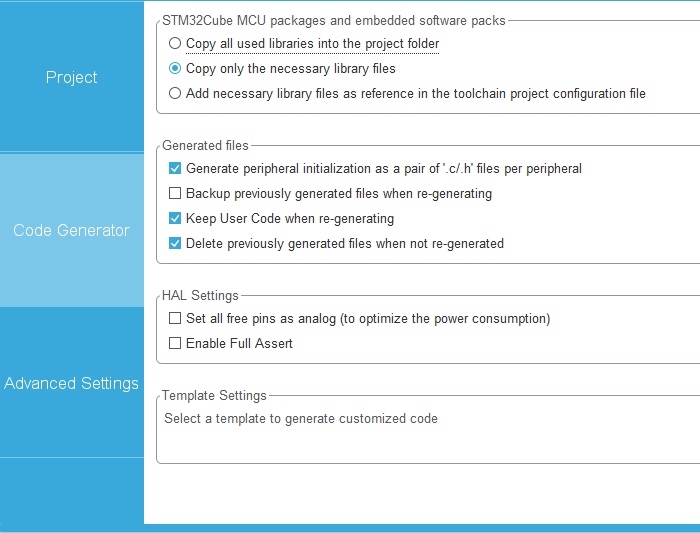 Project
Code Generator
Advanced Settings
STM32Cube MCU packages and embedded software packs
Copy all used libraries into the project folder
Copy only the necessary library files
Add necessary library files as reference in the toolchain project configuration file
Generated files
Generate peripheral initialization as a pair of '.c/.h' files per peripheral
Backup previously generated files when re-generating
Keep User Code when re-generating
Delete previously generated files when not re-generated
HAL Settings
Set all free pins as analog (to optimize the power consumption)
Enable Full Assert
Template Settings
Select a template to generate customized code